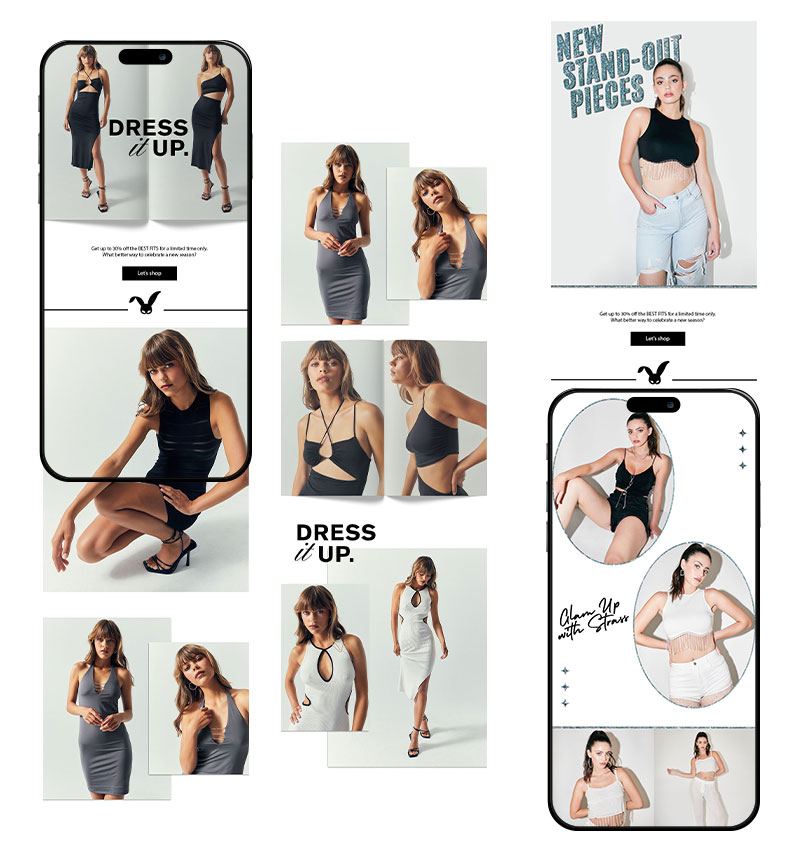 DRESS
it UP.
Get up to 30% off the BEST FITS for a limited time only.
What better way to celebrate a new season?
Let's shop
DRESS
it UP.
NEW
STAND-OUT
PIECES
Get up to 30% off the BEST FITS for a limited time only.
What better way to celebrate a new season?
Let's shop
Glam Up
with Strass